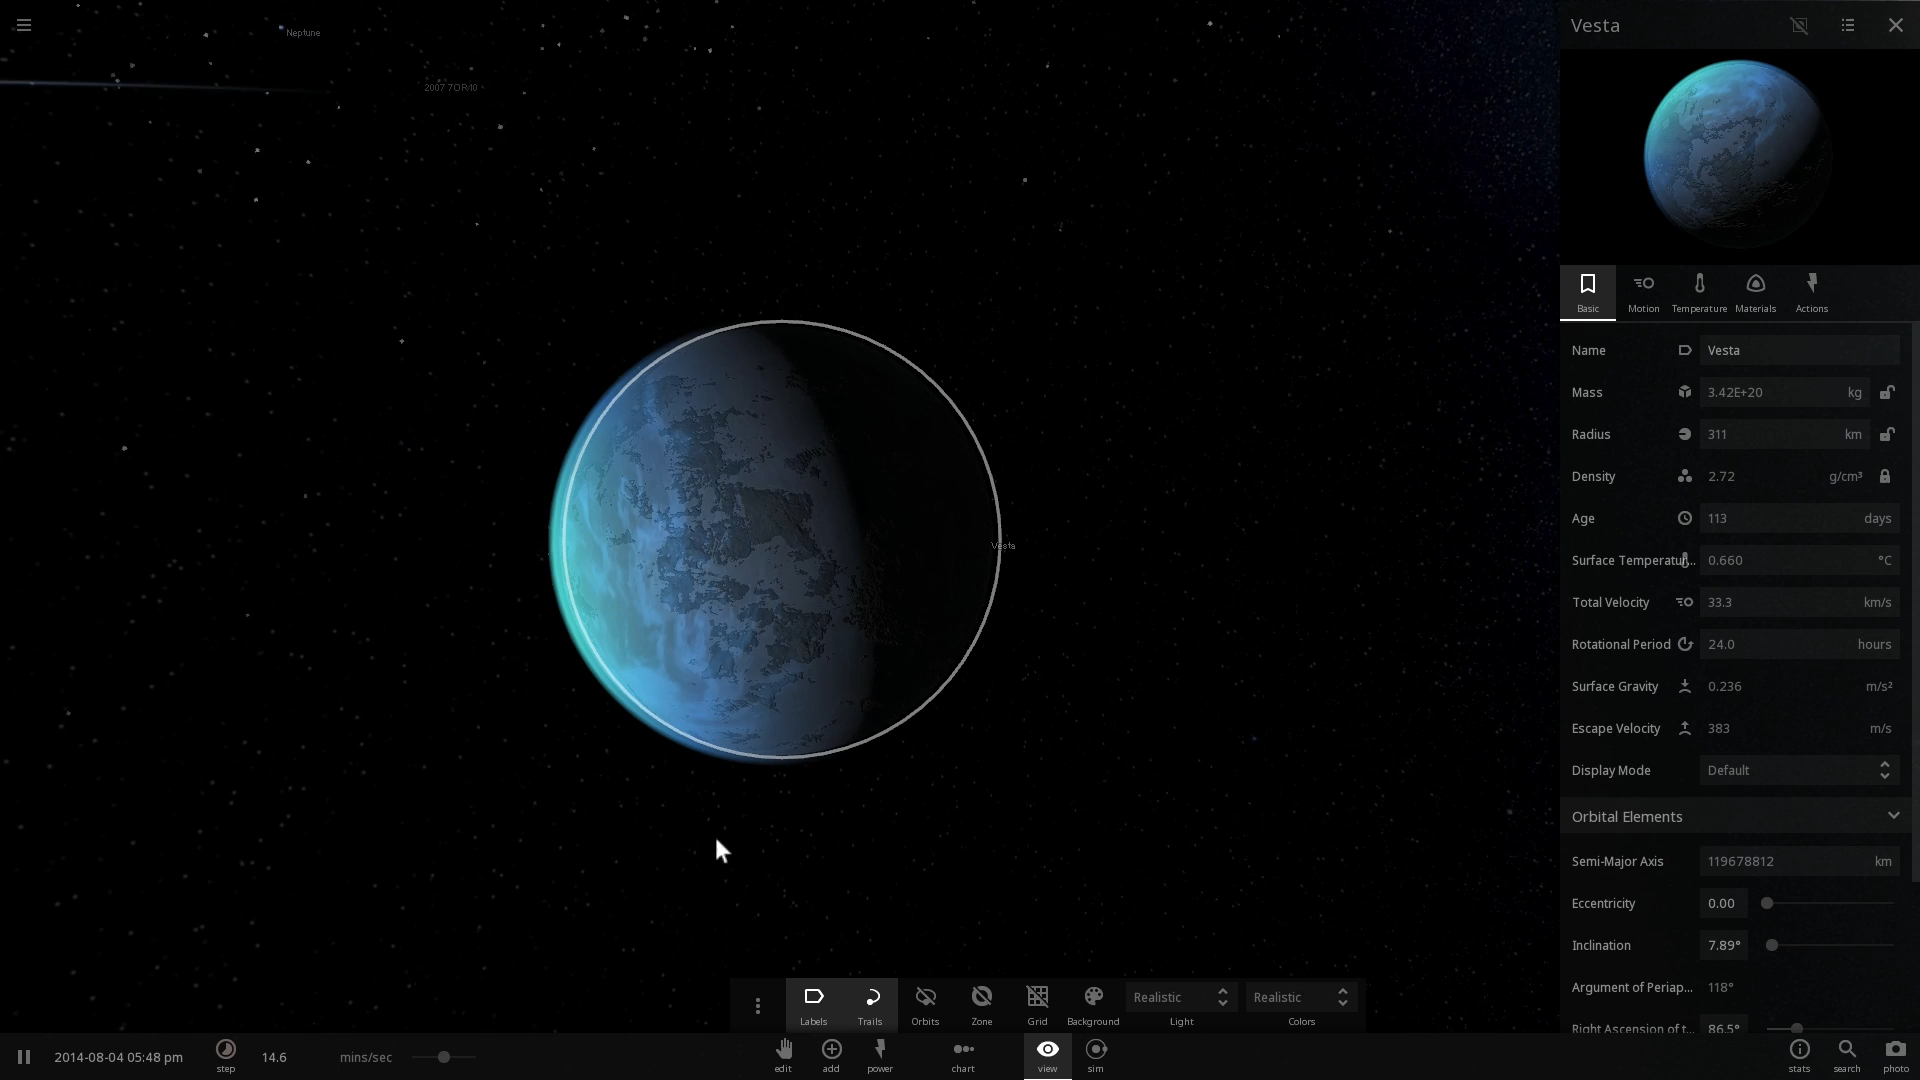 Neptune
2007 7OR10
Vesta
Vesta
Basic
Motion
Temperature
Materials
Actions
Name Vesta
Mass 3.42E+20 kg
Radius 311 km
Density 2.72 g/cm³
Age 113 days
Surface Temperatur... 0.660 °C
Total Velocity 33.3 km/s
Rotational Period 24.0 hours
Surface Gravity 0.236 m/s²
Escape Velocity 383 m/s
Display Mode Default
Orbital Elements
Semi-Major Axis 119678812 km
Eccentricity 0.00
Inclination 7.89°
Argument of Periap... 118°
Right Ascension of t... 86.5°
Labels
Trails
Orbits
Zone
Grid
Background
Realistic
Light
Realistic
Colors
2014-08-04 05:48 pm
step
14.6 mins/sec
edit
add
power
chart
view
sim
stats
search
photo